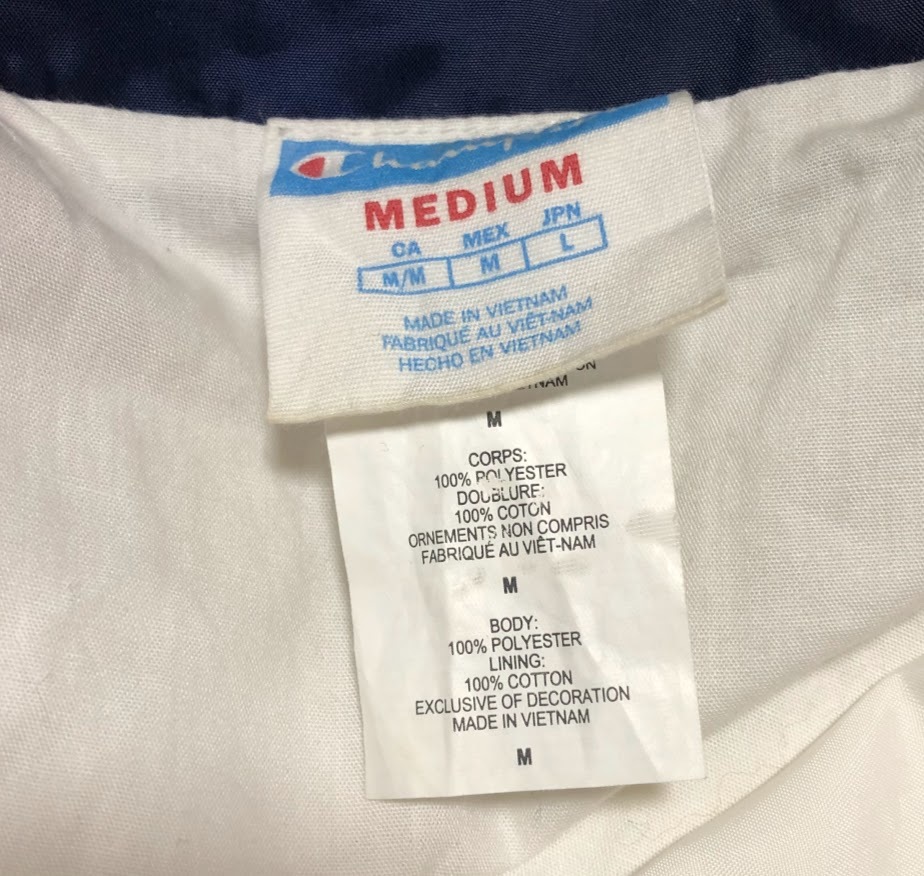 Champion
MEDIUM
CA MEX JPN
M/M M L
MADE IN VIETNAM
FABRIQUÉ AU VIÊT-NAM
HECHO EN VIETNAM
M
CORPS:
100% POLYESTER
DOUBLURE:
100% COTON
ORNEMENTS NON COMPRIS
FABRIQUÉ AU VIÊT-NAM
M
BODY:
100% POLYESTER
LINING:
100% COTTON
EXCLUSIVE OF DECORATION
MADE IN VIETNAM
M